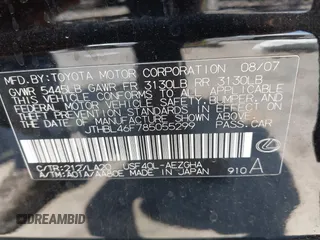 MFD.BY:TOYOTA MOTOR CORPORATION 08/07
GVWR 5445LB GAWR FR 3130LB RR 3130LB
THIS VEHICLE CONFORMS TO ALL APPLICABLE
FEDERAL MOTOR VEHICLE SAFETY, BUMPER, AND
THEFT PREVENTION STANDARDS IN EFFECT ON
THE DATE OF MANUFACTURE SHOWN ABOVE.
JTHBL46F785055299
PASS. CAR
C/TR:212/LA20 USF40L-AEZGHA
A/TM:A01A/AA80E MADE IN JAPAN 910 A
DREAMBID